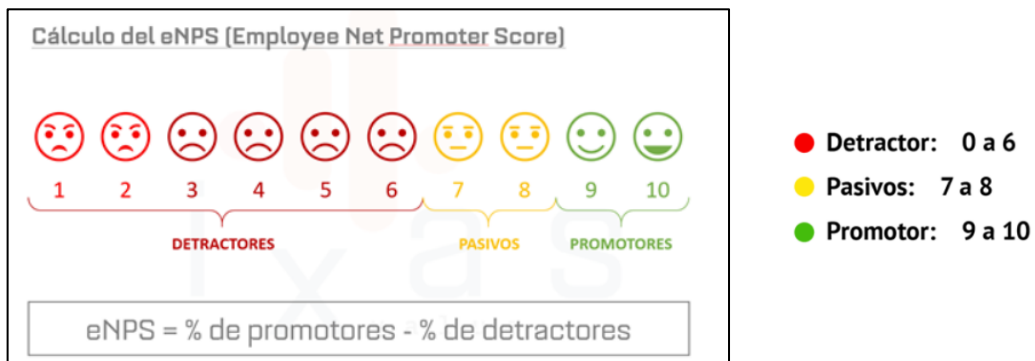 Cálculo del eNPS (Employee Net Promoter Score)
1 2 3 4 5 6 7 8 9 10
DETRACTORES PASIVOS PROMOTORES
eNPS = % de promotores - % de detractores
Detractor: 0 a 6
Pasivos: 7 a 8
Promotor: 9 a 10